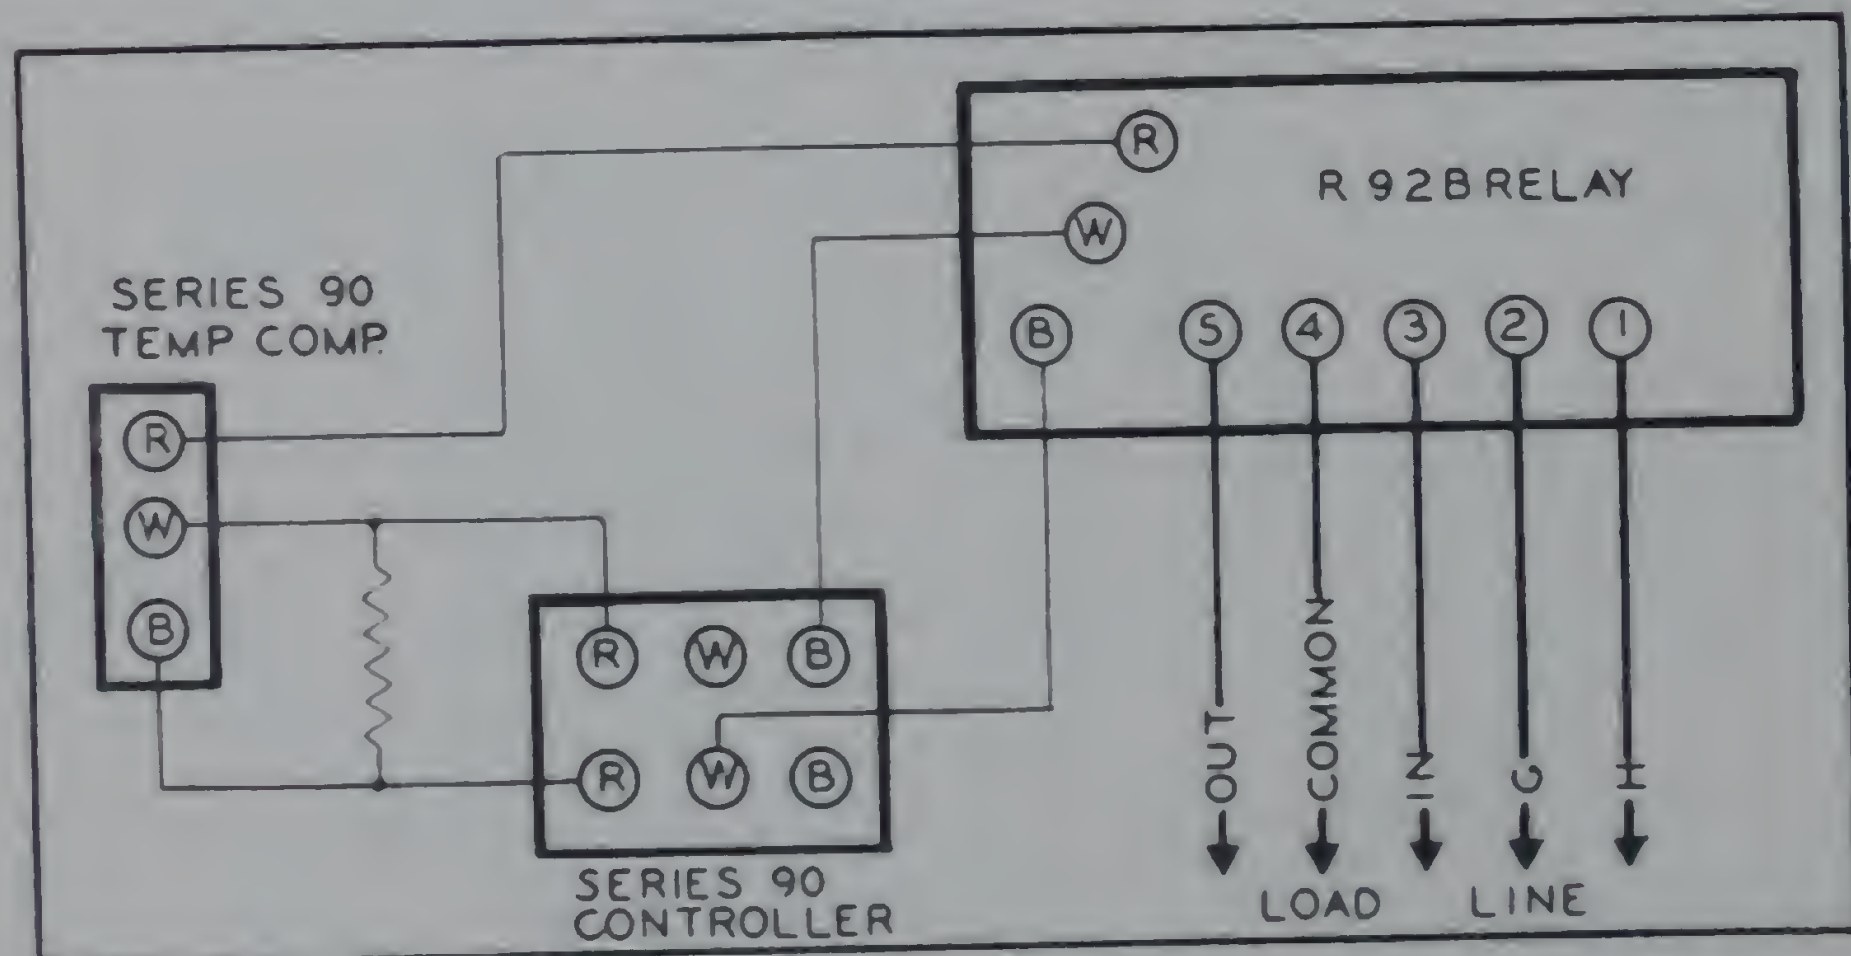 R
R 92B RELAY
W
SERIES 90
TEMP COMP.
B 5 4 3 2 1
R
W
B
R W B
R W B
OUT
COMMON
IN
G
H
SERIES 90
CONTROLLER
LOAD LINE